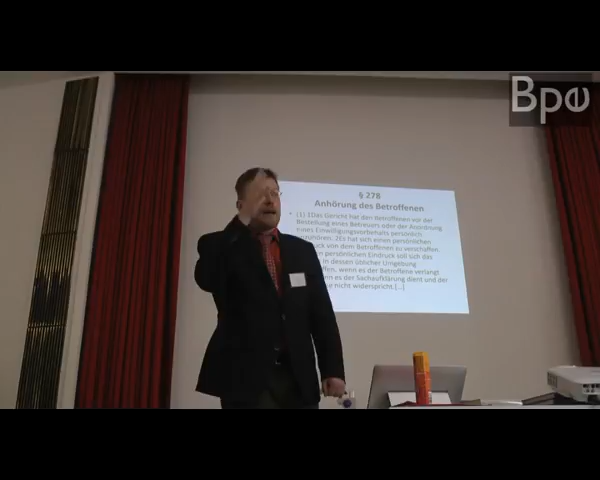 Bpe
§ 278
Anhörung des Betroffenen
• (1) 1Das Gericht hat den Betroffenen vor der
Bestellung eines Betreuers oder der Anordnung
eines Einwilligungsvorbehalts persönlich
2Es hat sich einen persönlichen
von dem Betroffenen zu verschaffen.
persönlichen Eindruck soll sich das
in dessen üblicher Umgebung
wenn es der Betroffene verlangt
es der Sachaufklärung dient und der
nicht widerspricht.[...]